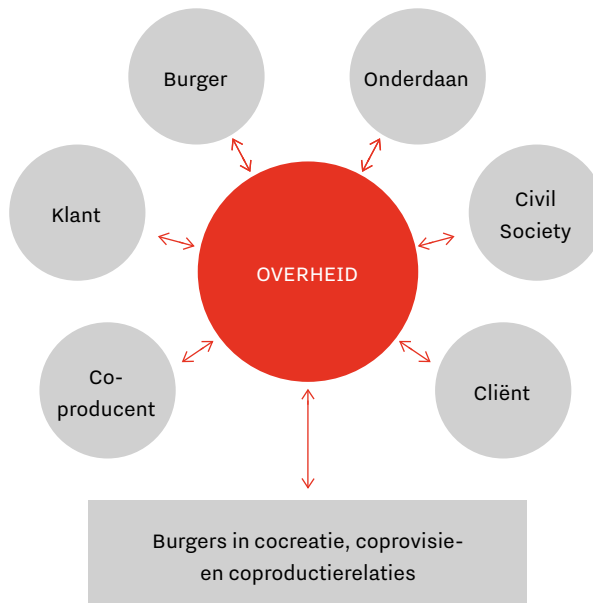 Burger
Onderdaan
Klant
Civil
Society
OVERHEID
Co-
producent
Cliënt
Burgers in cocreatie, coprovisie-
en coproductierelaties